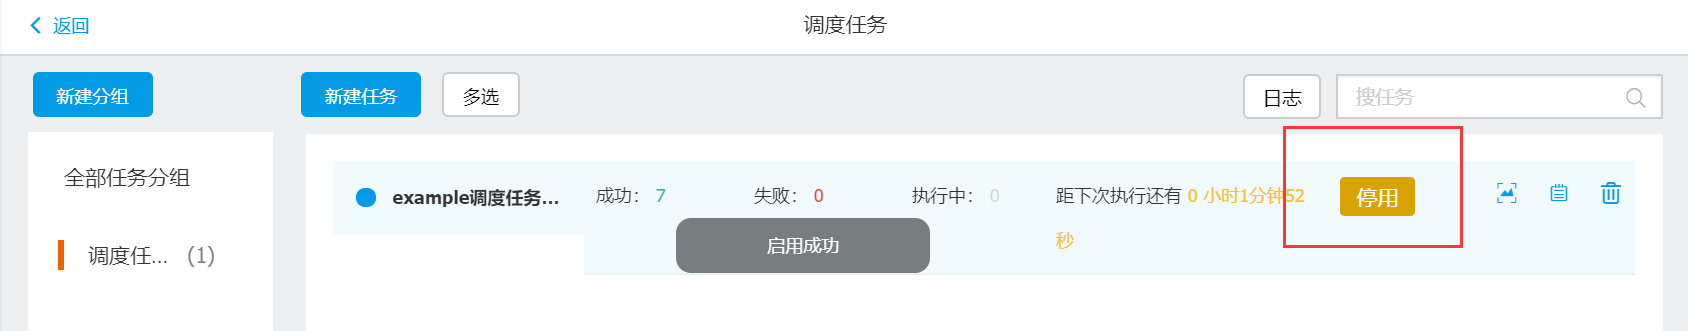 返回
调度任务
新建分组
新建任务
多选
日志
搜任务
全部任务分组
调度任... (1)
example调度任务...
成功： 7
失败： 0
执行中： 0
距下次执行还有 0 小时1分钟52
秒
停用
启用成功